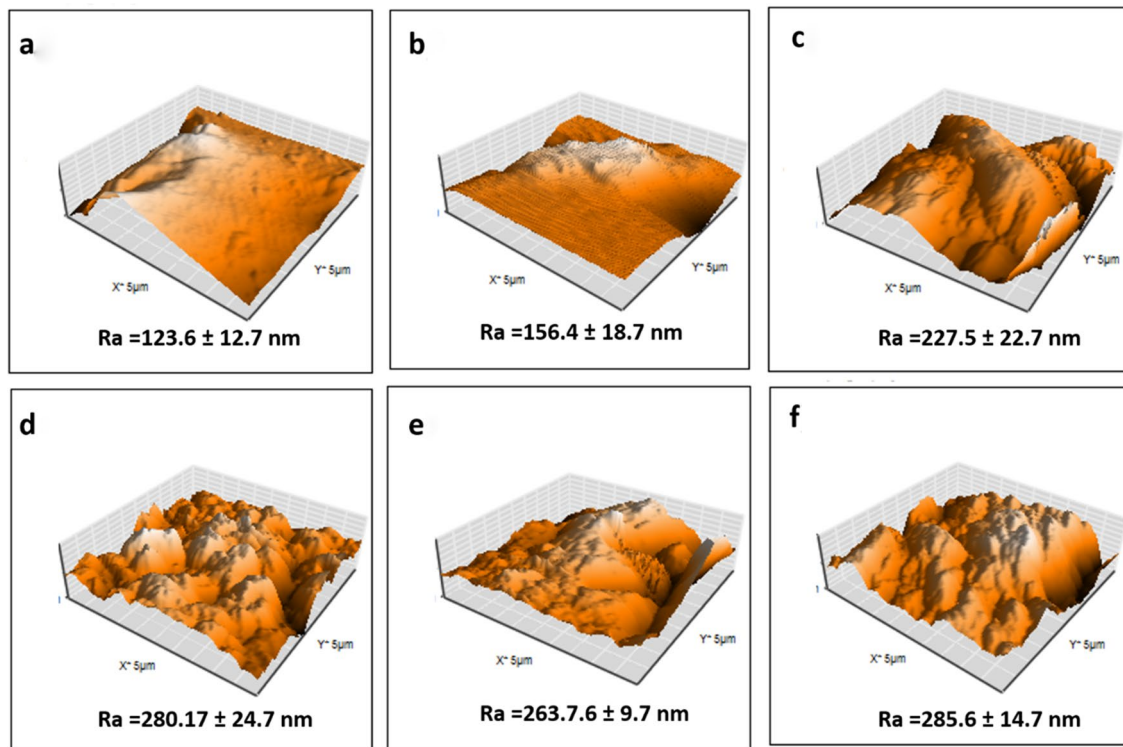 a
X* 5µm
Y* 5µm
Ra =123.6 ± 12.7 nm
b
X* 5µm
Y* 5µm
Ra =156.4 ± 18.7 nm
c
X* 5µm
Y* 5µm
Ra =227.5 ± 22.7 nm
d
X* 5µm
Y* 5µm
Ra =280.17 ± 24.7 nm
e
X* 5µm
Y* 5µm
Ra =263.7.6 ± 9.7 nm
f
X* 5µm
Y* 5µm
Ra =285.6 ± 14.7 nm